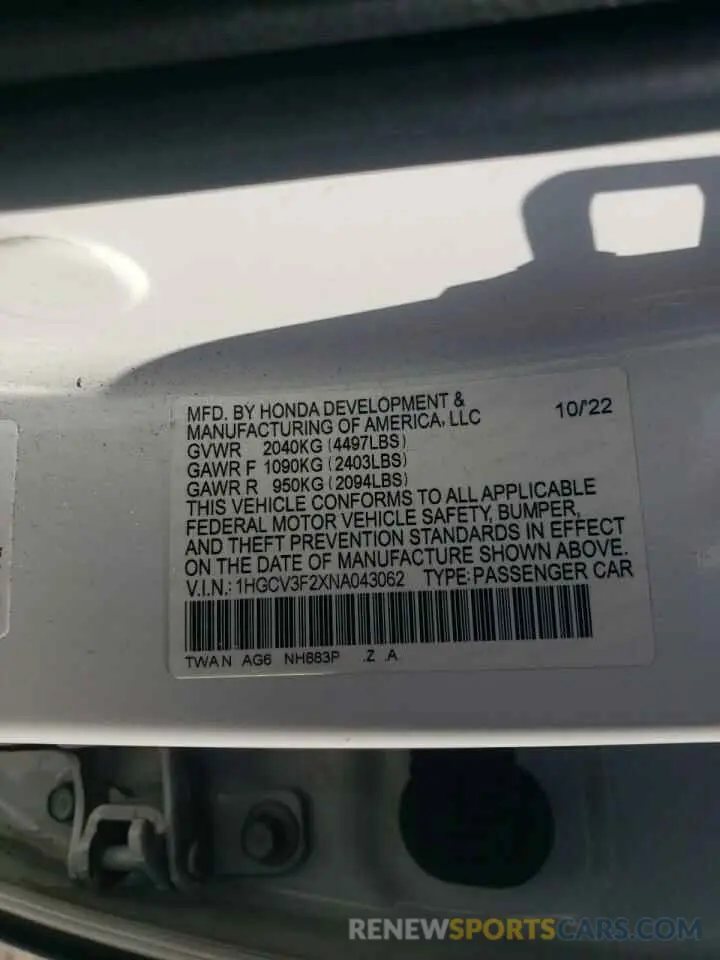 MFD. BY HONDA DEVELOPMENT & 10/'22
MANUFACTURING OF AMERICA, LLC
GVWR 2040KG (4497LBS)
GAWR F 1090KG (2403LBS)
GAWR R 950KG (2094LBS)
THIS VEHICLE CONFORMS TO ALL APPLICABLE
FEDERAL MOTOR VEHICLE SAFETY, BUMPER,
AND THEFT PREVENTION STANDARDS IN EFFECT
ON THE DATE OF MANUFACTURE SHOWN ABOVE.
V.I.N.: 1HGCV3F2XNA043062 TYPE: PASSENGER CAR
TWA N AG6 NH883P .Z .A
RENEWSPORTSCARS.COM